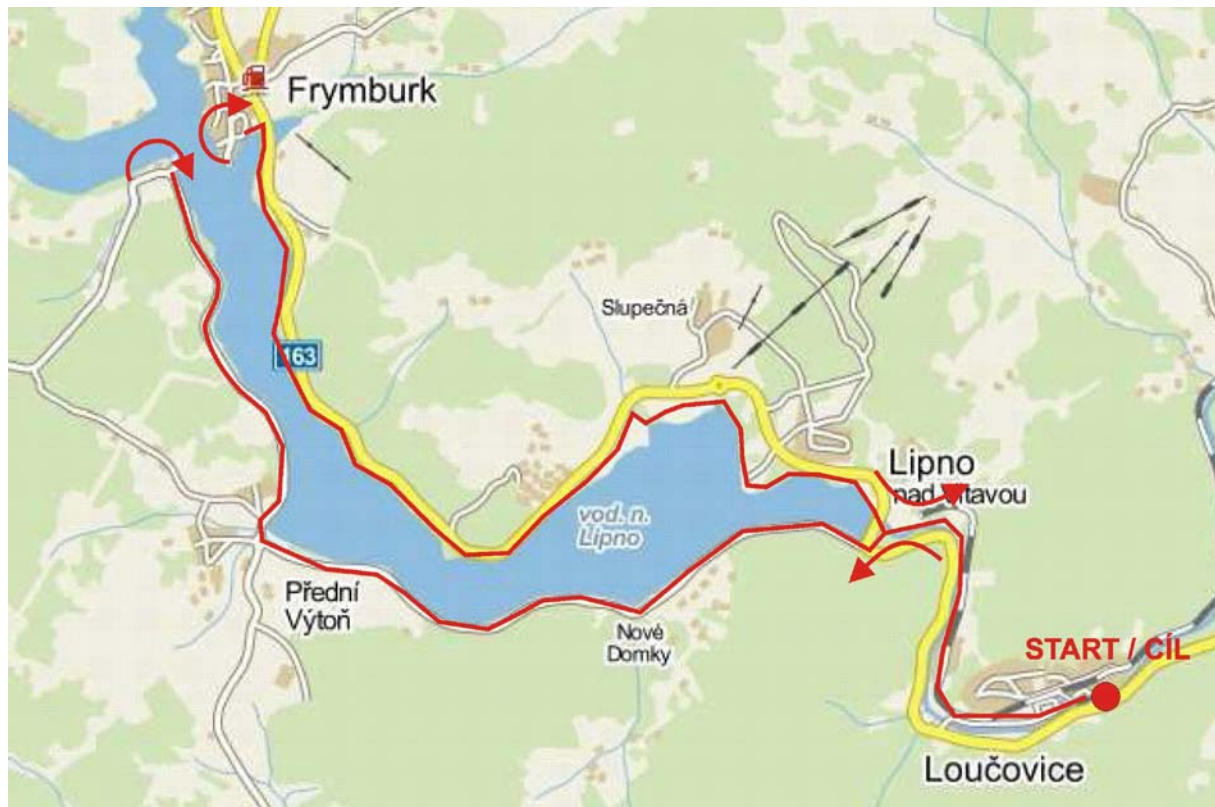 Frymburk
Slupečná
163
Lipno
nad Vltavou
vod. n.
Lipno
Přední
Výtoň
Nové
Domky
START / CÍL
Loučovice